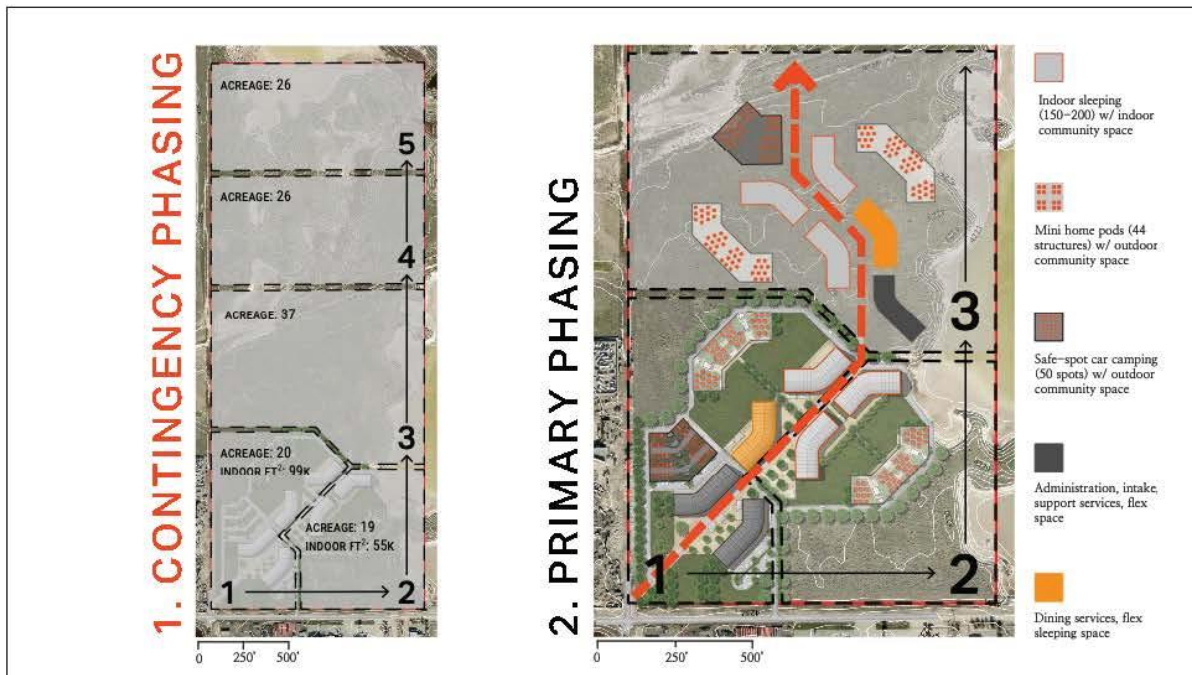 1. CONTINGENCY PHASING
ACREAGE: 26
5
ACREAGE: 26
4
ACREAGE: 37
3
ACREAGE: 20
INDOOR FT²: 99K
ACREAGE: 19
INDOOR FT²: 55K
1
2
0
250'
500'
2. PRIMARY PHASING
3
1
2
0
250'
500'
Indoor sleeping
(150-200) w/ indoor
community space
Mini home pods (44
structures) w/ outdoor
community space
Safe-spot car camping
(50 spots) w/ outdoor
community space
Administration, intake,
support services, flex
space
Dining services, flex
sleeping space